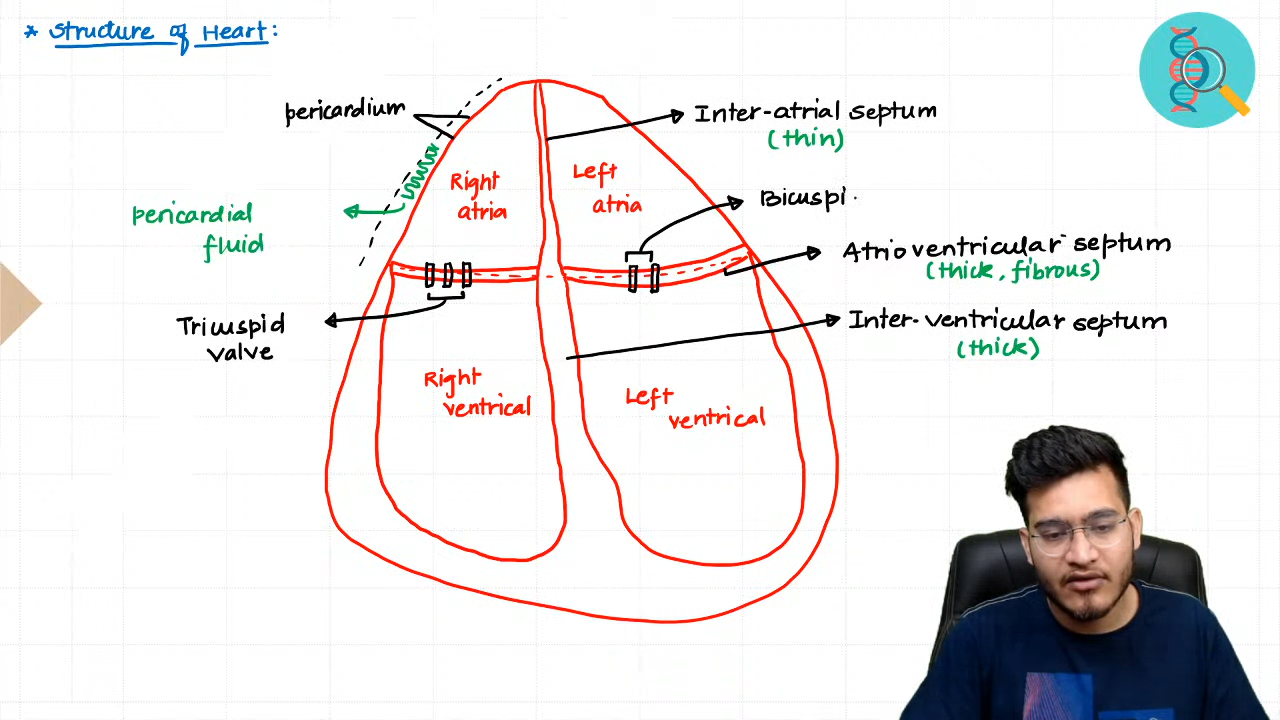 * Structure of Heart:
pericardium
Inter-atrial septum
(thin)
Right
atria
Left
atria
Bicuspi
pericardial
fluid
Atrioventricular septum
(thick, fibrous)
Tricuspid
valve
Inter-ventricular septum
(thick)
Right
ventrical
Left
ventrical